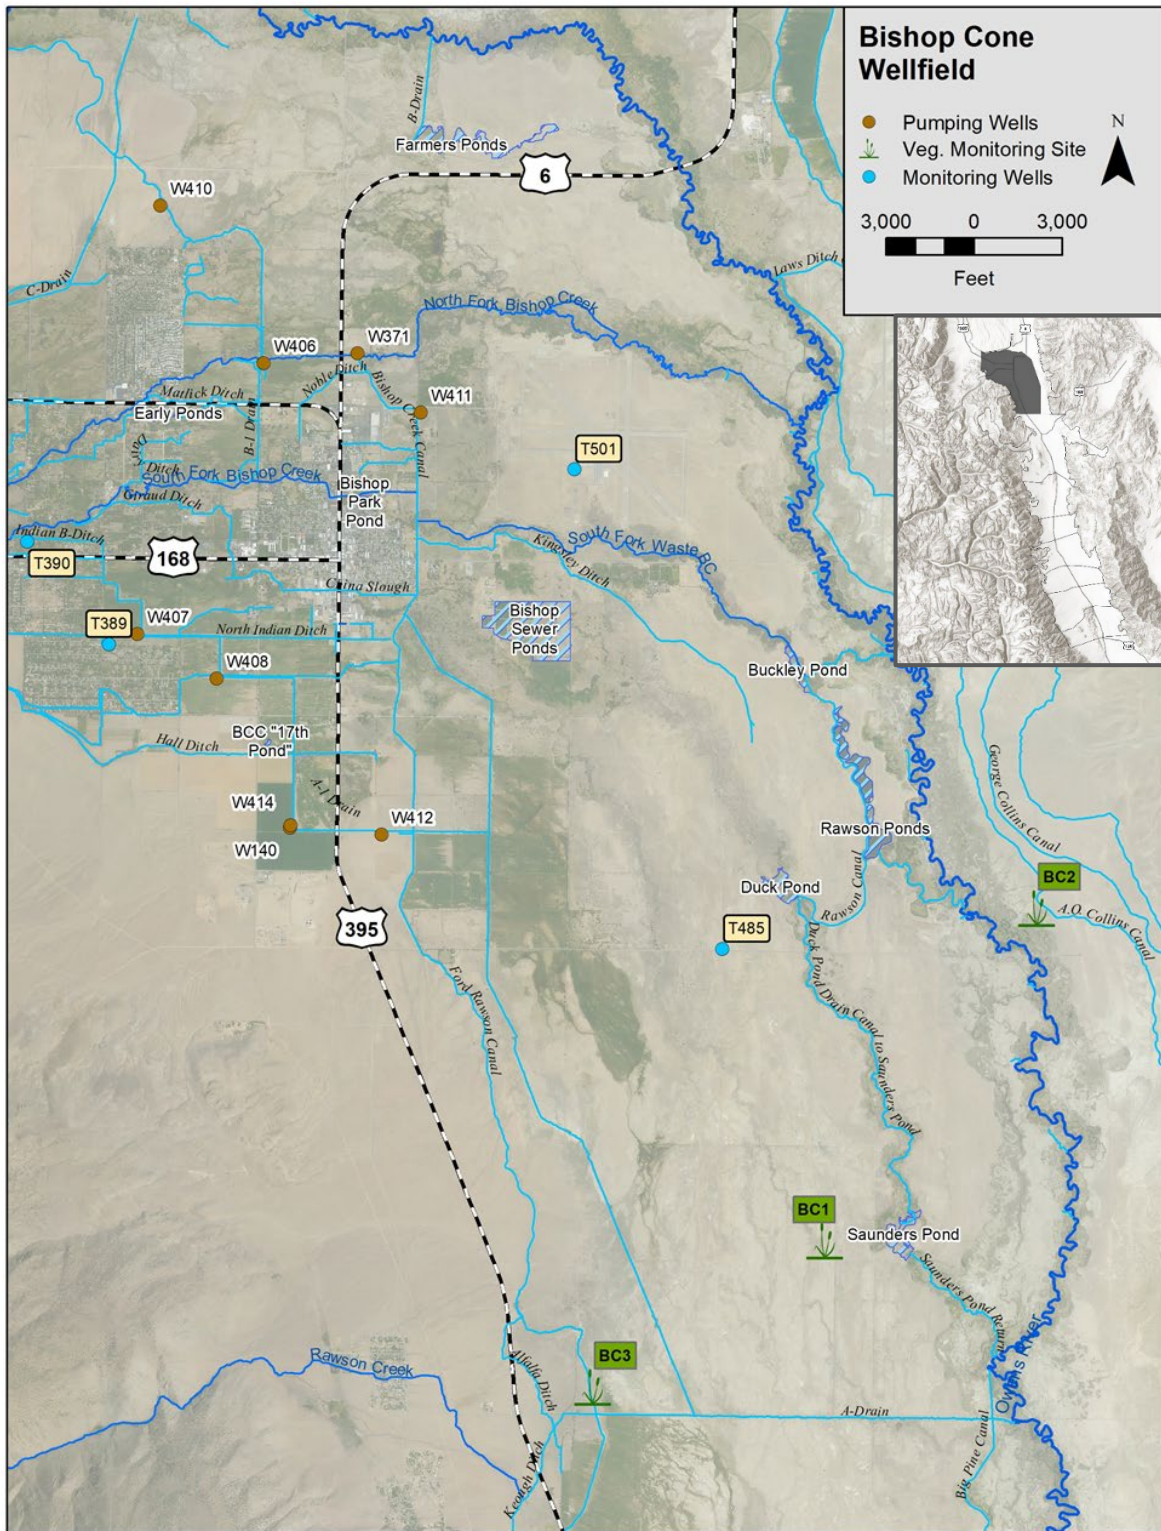 Bishop Cone
Wellfield
Pumping Wells
Veg. Monitoring Site
Monitoring Wells
N
3,000 0 3,000
Feet
B-Drain
Farmers Ponds
6
W410
C-Drain
Laws Ditch
North Fork Bishop Creek
W371
W406
Noble Ditch
Matlick Ditch
Bishop Creek Canal
W411
Early Ponds
B-1 Drain
T501
Dairy
Ditch
South Fork Bishop Creek
Giraud Ditch
Bishop
Park
Pond
Indian B-Ditch
T390
168
South Fork Waste BC
Kingsley Ditch
China Slough
W407
T389
North Indian Ditch
Bishop
Sewer
Ponds
W408
Buckley Pond
BCC "17th
Pond"
Hall Ditch
A-1 Drain
W414
W412
W140
Rawson Ponds
George Collins Canal
Duck Pond
Rawson Canal
BC2
A.O. Collins Canal
395
T485
Duck Pond Drain Canal to Saunders Pond
Ford Rawson Canal
BC1
Saunders Pond
Saunders Pond Return
Owens River
Rawson Creek
BC3
Alfalfa Ditch
A-Drain
Keough Ditch
Big Pine Canal